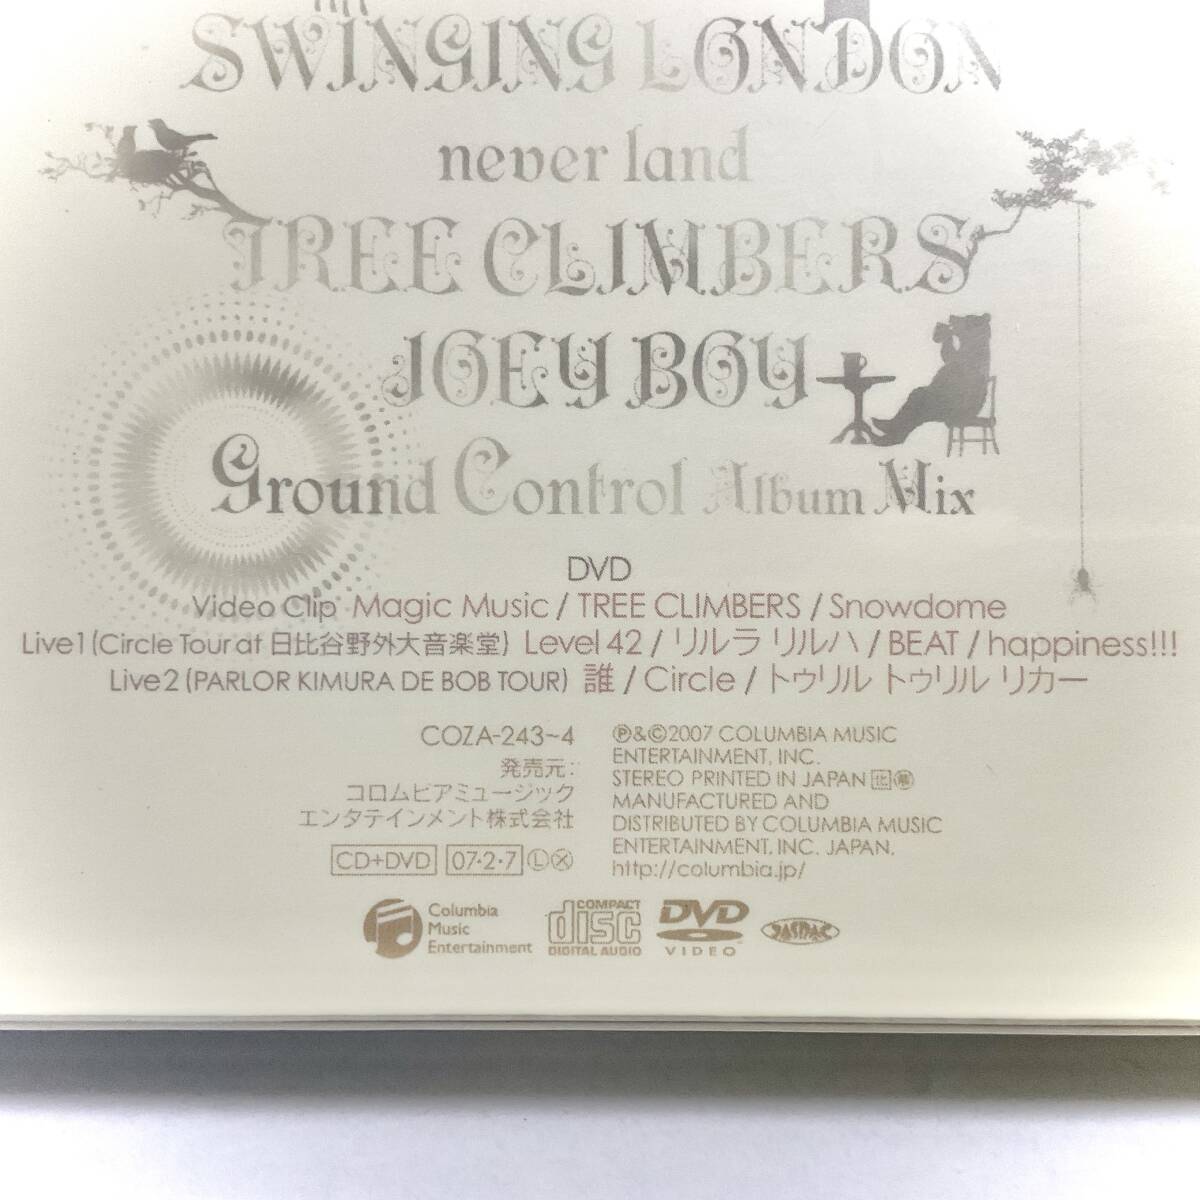 SWINGING LONDON
never land
TREE CLIMBERS
JOEY BOY
Ground Control Album Mix
DVD
Video Clip Magic Music / TREE CLIMBERS / Snowdome
Live1 (Circle Tour at 日比谷野外大音楽堂) Level 42 / リルラ リルハ / BEAT / happiness!!!
Live2 (PARLOR KIMURA DE BOB TOUR) 誰 / Circle / トゥリル トゥリル リカー
COZA-243~4
発売元:
コロムビアミュージック
エンタテインメント株式会社
CD+DVD 07·2·7 Ⓛ Ⓧ
℗&©2007 COLUMBIA MUSIC
ENTERTAINMENT, INC.
STEREO PRINTED IN JAPAN
MANUFACTURED AND
DISTRIBUTED BY COLUMBIA MUSIC
ENTERTAINMENT, INC. JAPAN.
http://columbia.jp/
Columbia
Music
Entertainment
COMPACT
disc
DIGITAL AUDIO
DVD
VIDEO
JASRAC